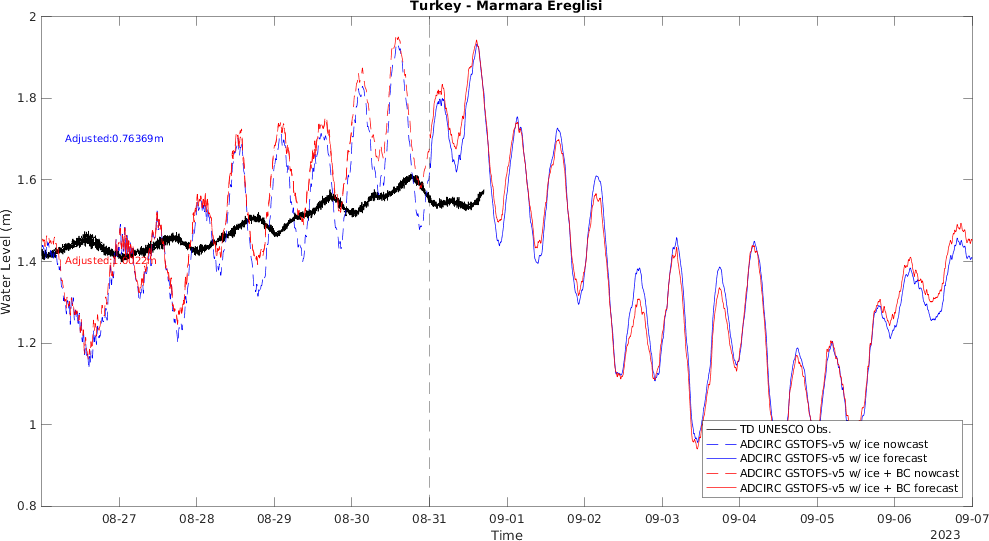 Turkey - Marmara Ereglisi
2
1.8
1.6
1.4
1.2
1
0.8
Water Level (m)
Adjusted:0.76369m
TD UNESCO Obs.
ADCIRC GSTOFS-v5 w/ ice nowcast
ADCIRC GSTOFS-v5 w/ ice forecast
ADCIRC GSTOFS-v5 w/ ice + BC nowcast
ADCIRC GSTOFS-v5 w/ ice + BC forecast
08-27 08-28 08-29 08-30 08-31 09-01 09-02 09-03 09-04 09-05 09-06 09-07
Time
2023